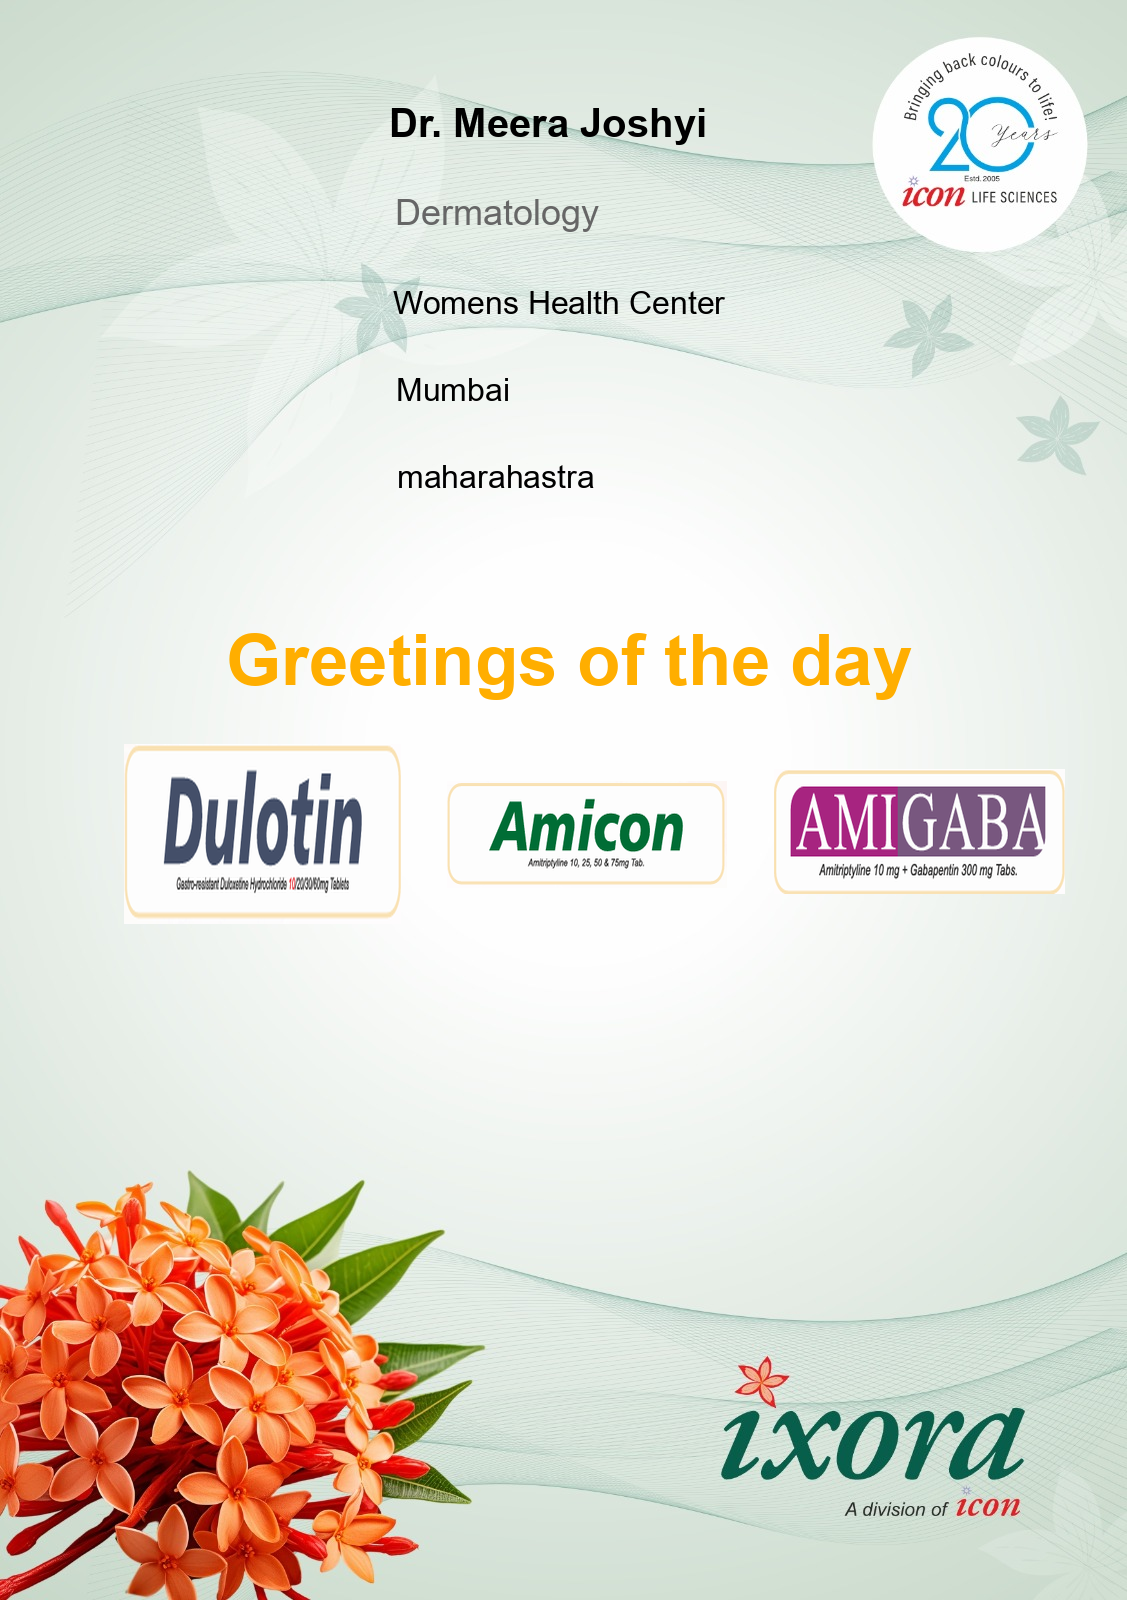 Bringing back colours to life!
20 Years
Estd. 2005
icon LIFE SCIENCES
Dr. Meera Joshyi
Dermatology
Womens Health Center
Mumbai
maharahastra
Greetings of the day
Dulotin
Gastro-resistant Duloxetine Hydrochloride 10/20/30/60mg Tablets
Amicon
Amitriptyline 10, 25, 50 & 75mg Tab.
AMIGABA
Amitriptyline 10 mg + Gabapentin 300 mg Tabs.
ixora
A division of icon